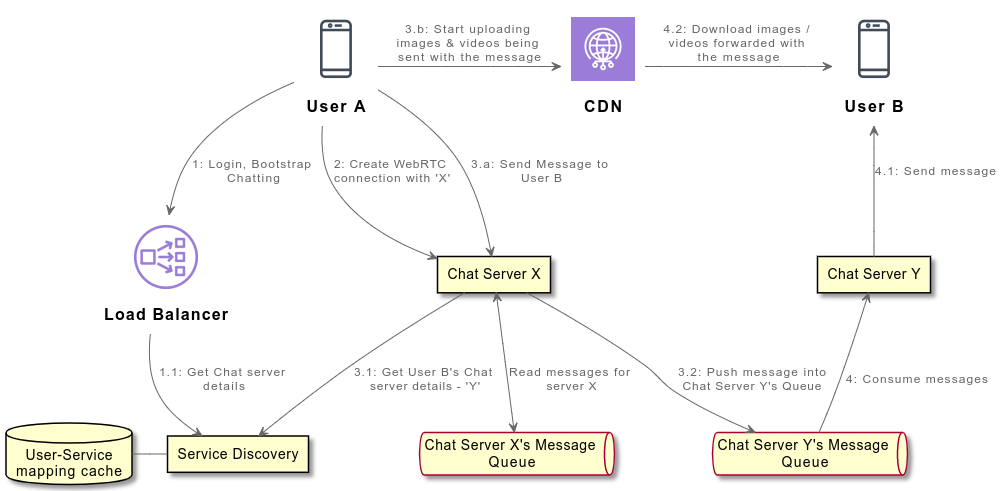 3.b: Start uploading
images & videos being
sent with the message
4.2: Download images /
videos forwarded with
the message
User A
CDN
User B
1: Login, Bootstrap
Chatting
2: Create WebRTC
connection with 'X'
3.a: Send Message to
User B
4.1: Send message
Chat Server X
Chat Server Y
Load Balancer
1.1: Get Chat server
details
3.1: Get User B's Chat
server details - 'Y'
Read messages for
server X
3.2: Push message into
Chat Server Y's Queue
4: Consume messages
User-Service
mapping cache
Service Discovery
Chat Server X's Message
Queue
Chat Server Y's Message
Queue